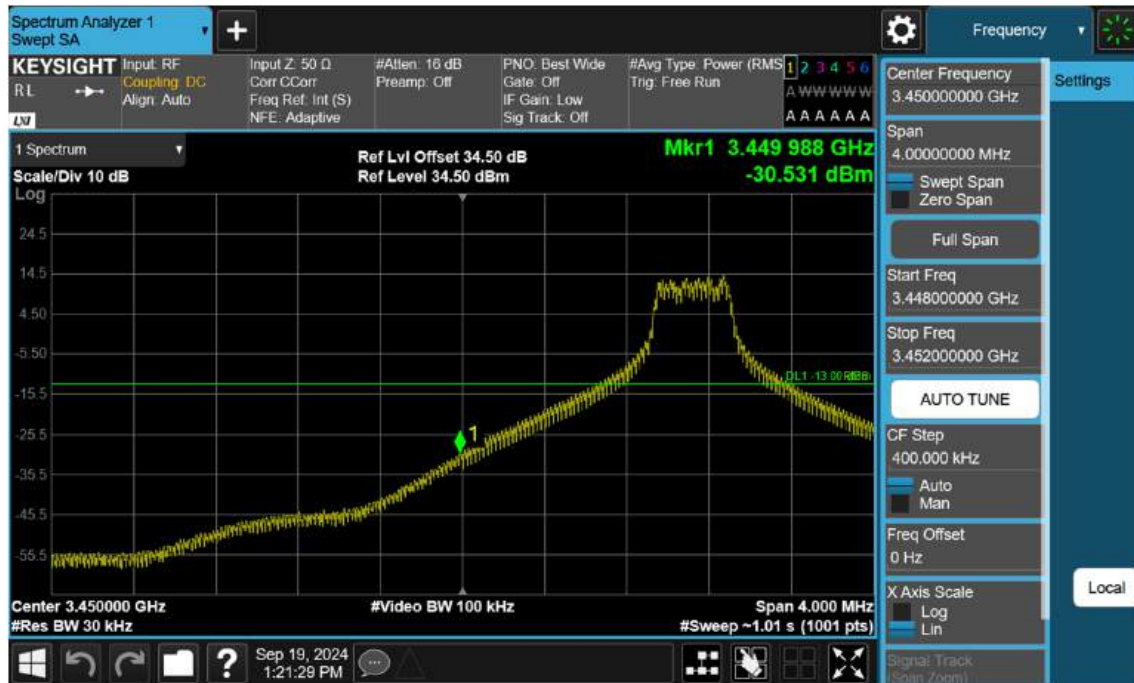 Spectrum Analyzer 1
Swept SA
+
Frequency
KEYSIGHT
RL
LXI
Input: RF
Coupling: DC
Align: Auto
Input Z: 50 Ω
Corr CCorr
Freq Ref: Int (S)
NFE: Adaptive
#Atten: 16 dB
Preamp: Off
PNO: Best Wide
Gate: Off
IF Gain: Low
Sig Track: Off
#Avg Type: Power (RMS
Trig: Free Run
1 2 3 4 5 6
A W W W W W
A A A A A A
1 Spectrum
Scale/Div 10 dB
Log
Ref Lvl Offset 34.50 dB
Ref Level 34.50 dBm
Mkr1 3.449 988 GHz
-30.531 dBm
24.5
14.5
4.50
-5.50
-15.5
-25.5
-35.5
-45.5
-55.5
1
DL1 -13.00
Center 3.450000 GHz
#Res BW 30 kHz
#Video BW 100 kHz
Span 4.000 MHz
#Sweep ~1.01 s (1001 pts)
Center Frequency
3.450000000 GHz
Span
4.00000000 MHz
Swept Span
Zero Span
Full Span
Start Freq
3.448000000 GHz
Stop Freq
3.452000000 GHz
AUTO TUNE
CF Step
400.000 kHz
Auto
Man
Freq Offset
0 Hz
X Axis Scale
Log
Lin
Signal Track
(Span Zoom)
Settings
Local
?
Sep 19, 2024
1:21:29 PM